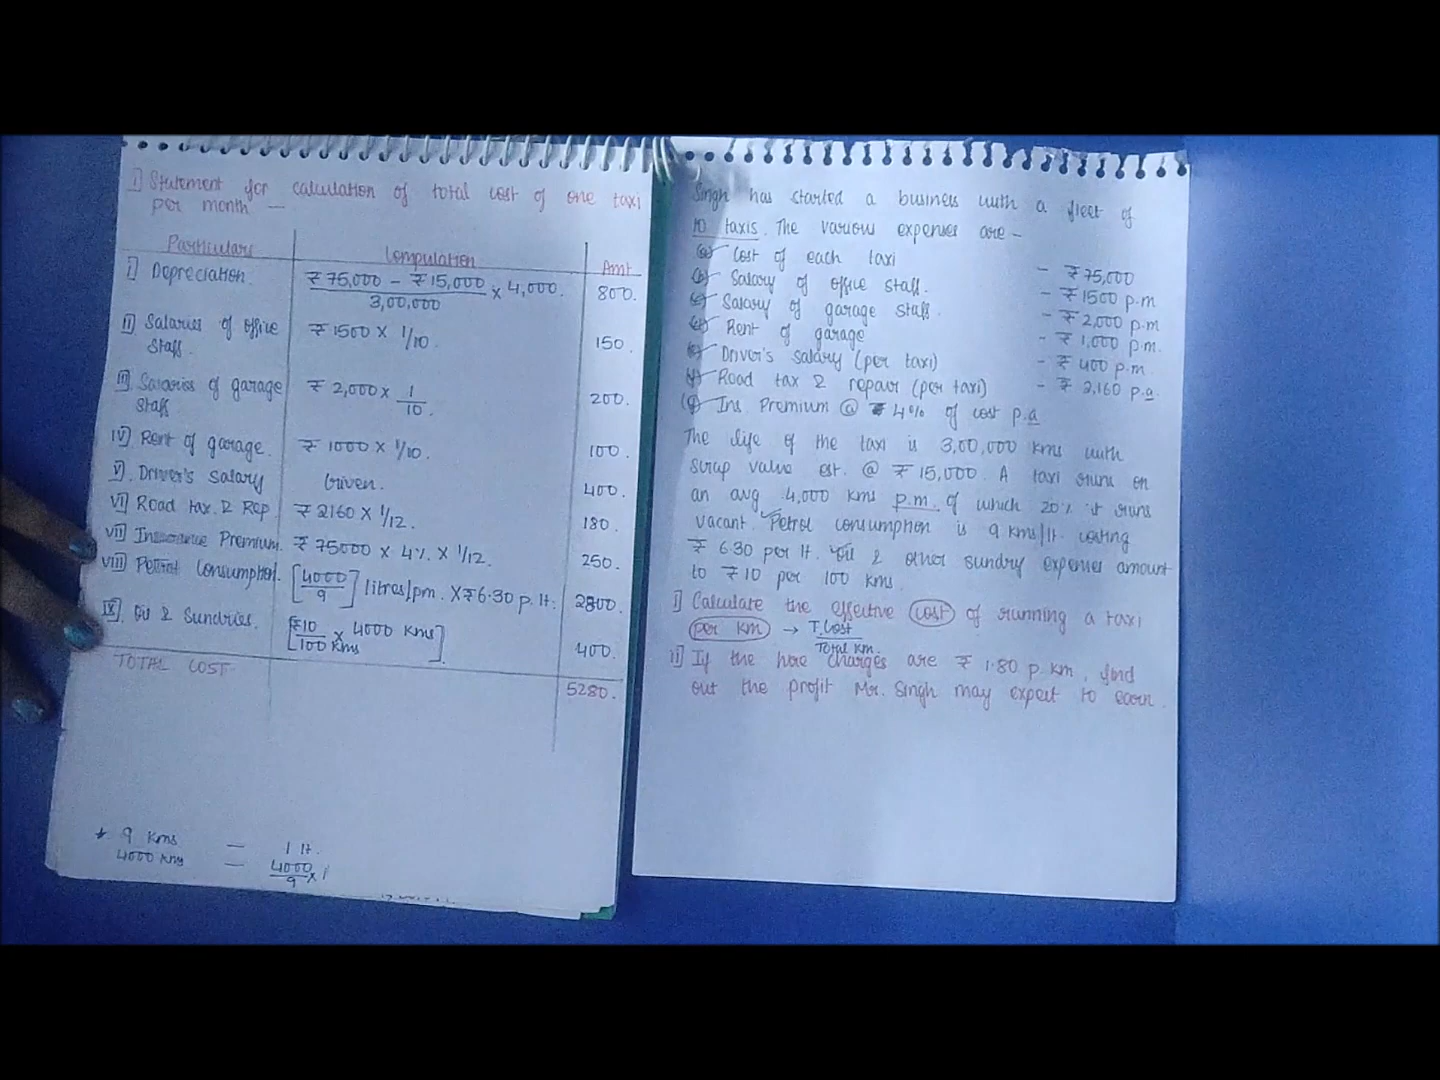 I] Statement for calculation of total cost of one taxi
per month —
Particulars Computation Amt
I] Depreciation. ₹75,000 - ₹15,000 / 3,00,000 × 4,000. 800.
II] Salaries of office ₹1500 × 1/10. 150.
staff.
III] Salaries of garage ₹2,000 × 1/10. 200.
staff
IV] Rent of garage. ₹1000 × 1/10. 100.
V]. Driver's salary Given. 400.
VI] Road tax & Rep ₹2160 × 1/12. 180.
VII] Insurance Premium. ₹75000 × 4% × 1/12. 250.
VIII] Petrol Consumption. [4000/9] litres/pm. × ₹6.30 p. lt. 2800.
IX]. Oil & Sundries. [₹10/100 kms × 4000 kms] 400.
TOTAL COST 5280.
* 9 kms — 1 lt.
4000 kms — 4000/9 × 1
Singh has started a business with a fleet of
10 taxis. The various expenses are -
(a) Cost of each taxi - ₹75,000
(b) Salary of office staff. - ₹1500 p.m
(c) Salary of garage staff. - ₹2,000 p.m
(d) Rent of garage - ₹1,000 p.m.
(e) Driver's salary (per taxi) - ₹400 p.m.
(f) Road tax & repair (per taxi) - ₹2,160 p.a.
(g) Ins. Premium @ 4% of cost p.a
The life of the taxi is 3,00,000 kms with
scrap value est. @ ₹15,000. A taxi runs on
an avg 4,000 kms p.m. of which 20% it runs
vacant. Petrol consumption is 9 kms/lt. costing
₹6.30 per lt. Oil & other sundry expenses amount
to ₹10 per 100 kms.
i] Calculate the effective cost of running a taxi
per km → T.Cost / Total km.
ii] If the hire charges are ₹1.80 p. km, find
out the profit Mr. Singh may expect to earn.